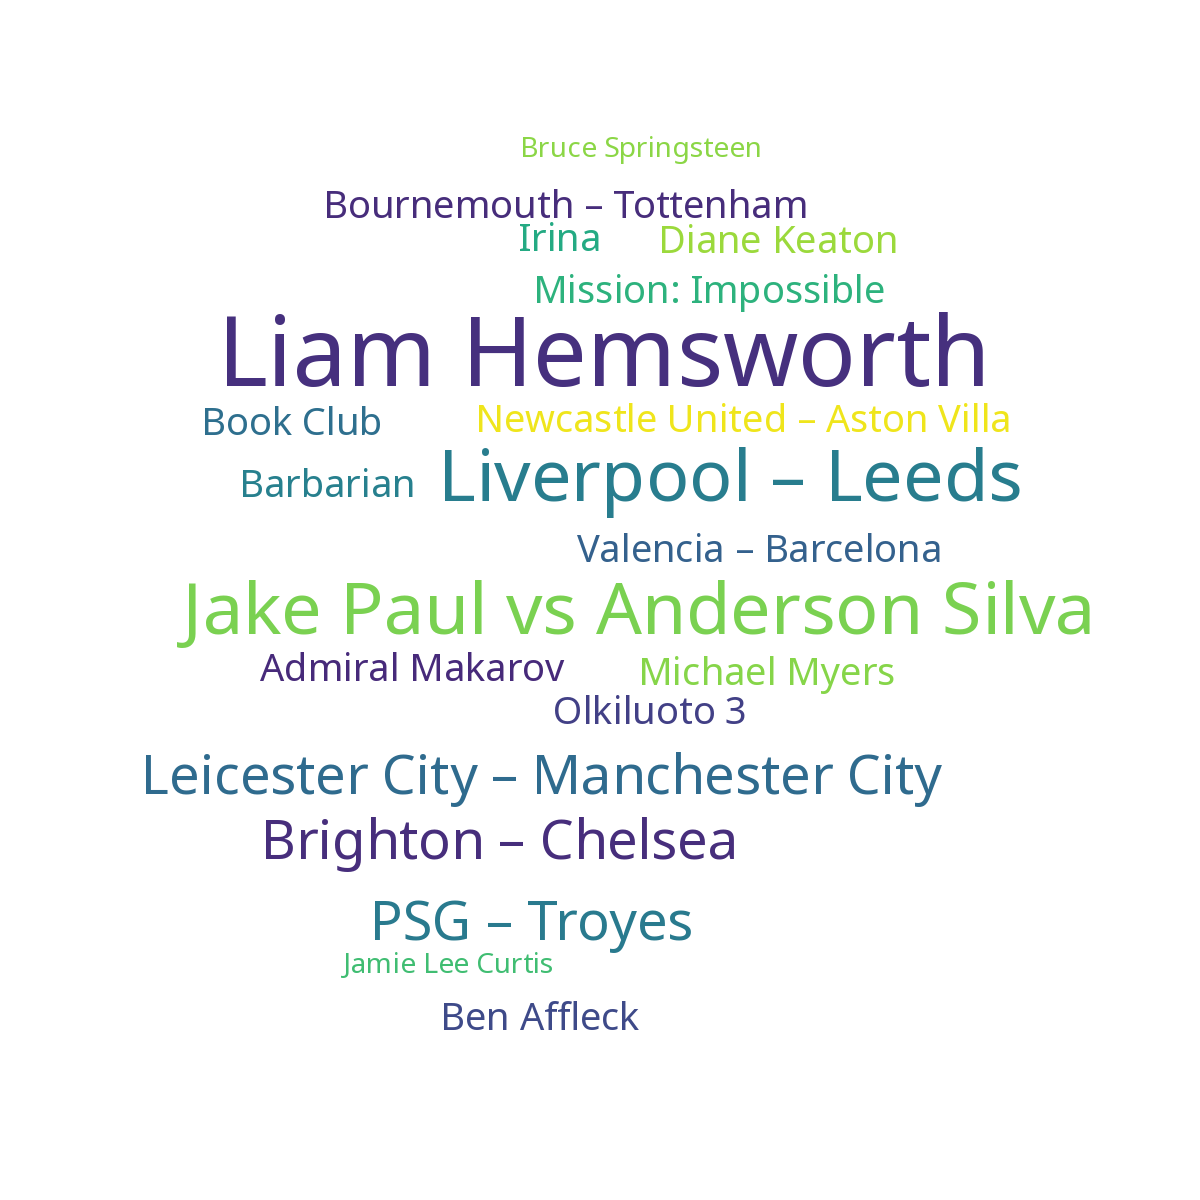 Bruce Springsteen
Bournemouth – Tottenham
Irina
Diane Keaton
Mission: Impossible
Liam Hemsworth
Book Club
Newcastle United – Aston Villa
Barbarian
Liverpool – Leeds
Valencia – Barcelona
Jake Paul vs Anderson Silva
Admiral Makarov
Michael Myers
Olkiluoto 3
Leicester City – Manchester City
Brighton – Chelsea
PSG – Troyes
Jamie Lee Curtis
Ben Affleck